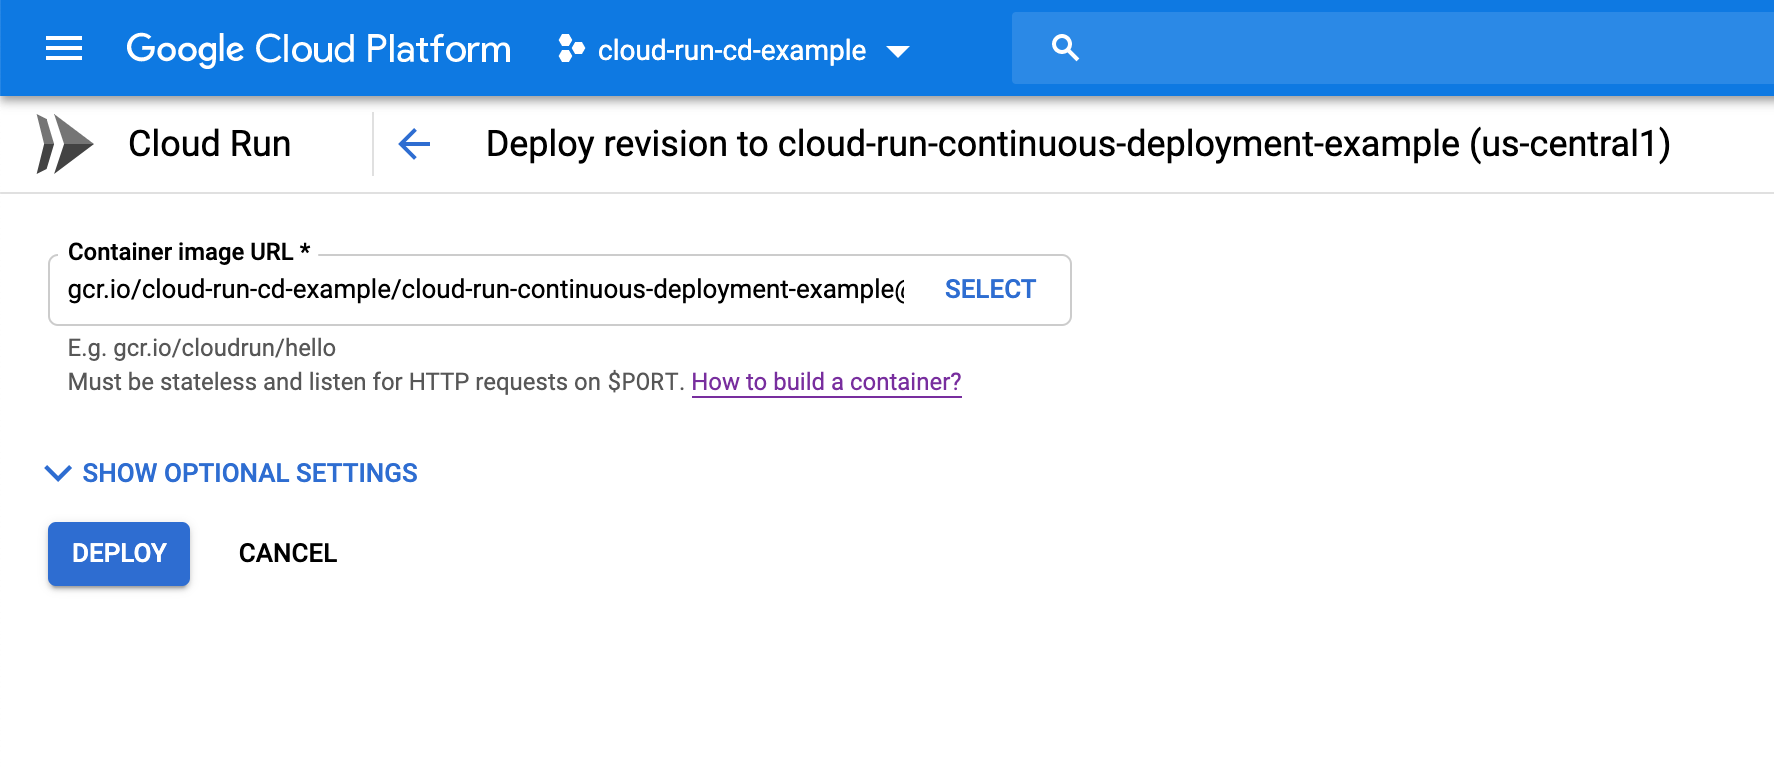 Google Cloud Platform cloud-run-cd-example
Cloud Run Deploy revision to cloud-run-continuous-deployment-example (us-central1)
Container image URL *
gcr.io/cloud-run-cd-example/cloud-run-continuous-deployment-example@ SELECT
E.g. gcr.io/cloudrun/hello
Must be stateless and listen for HTTP requests on $PORT. How to build a container?
SHOW OPTIONAL SETTINGS
DEPLOY CANCEL